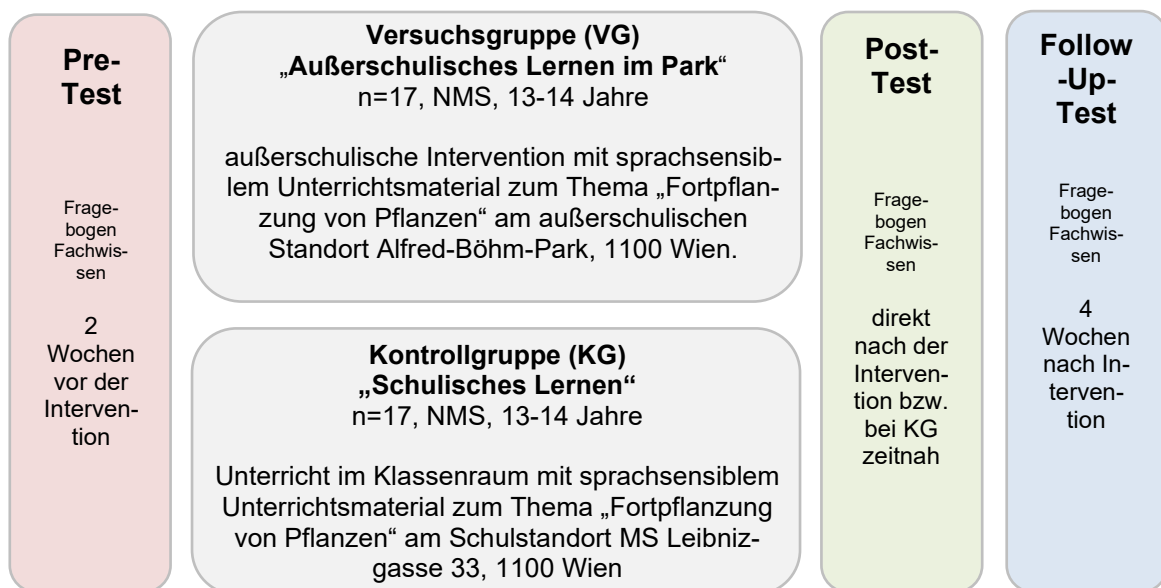 Pre-
Test
Frage-
bogen
Fachwis-
sen
2
Wochen
vor der
Interven-
tion
Versuchsgruppe (VG)
„Außerschulisches Lernen im Park“
n=17, NMS, 13-14 Jahre
außerschulische Intervention mit sprachsensib-
lem Unterrichtsmaterial zum Thema „Fortpflan-
zung von Pflanzen“ am außerschulischen
Standort Alfred-Böhm-Park, 1100 Wien.
Kontrollgruppe (KG)
„Schulisches Lernen“
n=17, NMS, 13-14 Jahre
Unterricht im Klassenraum mit sprachsensiblem
Unterrichtsmaterial zum Thema „Fortpflanzung
von Pflanzen“ am Schulstandort MS Leibniz-
gasse 33, 1100 Wien
Post-
Test
Frage-
bogen
Fachwis-
sen
direkt
nach der
Interven-
tion bzw.
bei KG
zeitnah
Follow
-Up-
Test
Frage-
bogen
Fachwis-
sen
4
Wochen
nach In-
terven-
tion